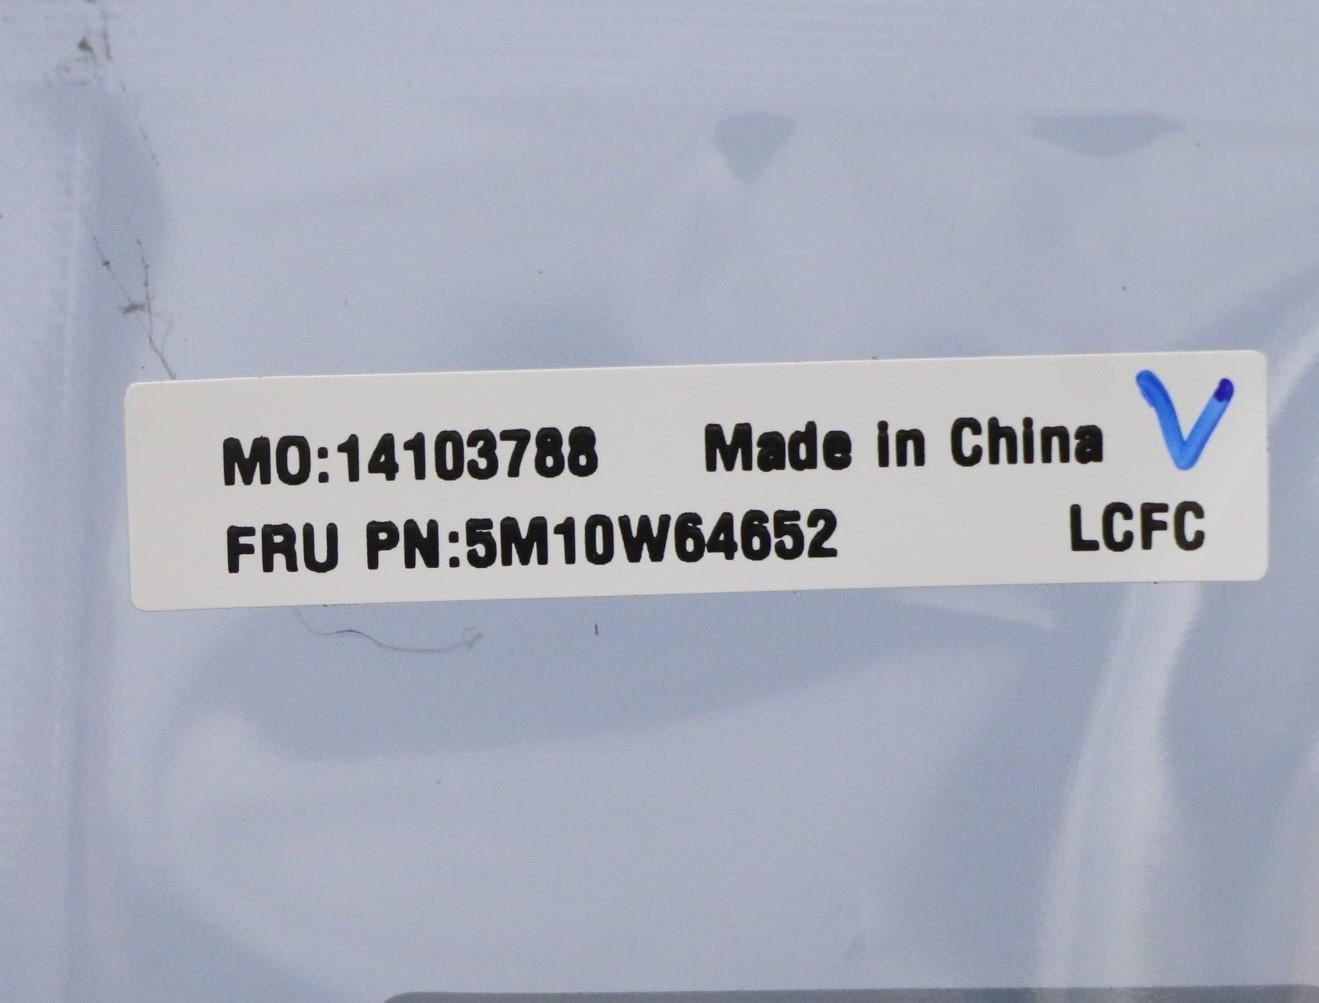 MO:14103788 Made in China
FRU PN:5M10W64652 LCFC